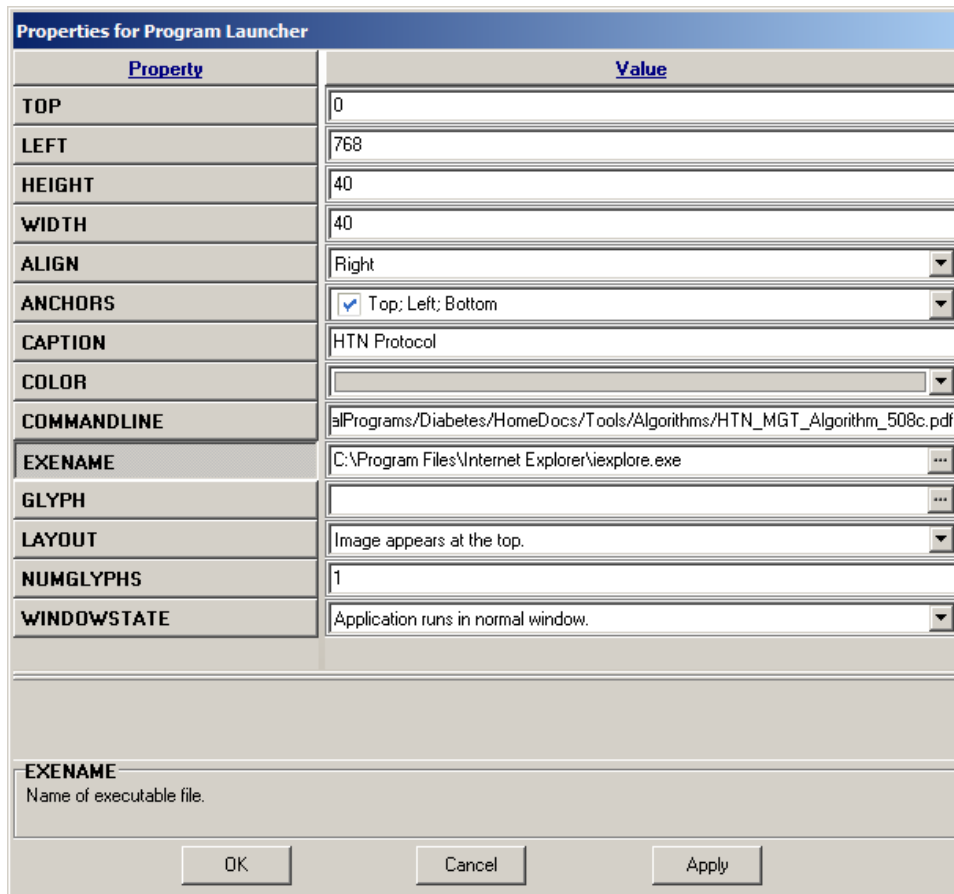 Properties for Program Launcher
Property Value
TOP 0
LEFT 768
HEIGHT 40
WIDTH 40
ALIGN Right
ANCHORS Top; Left; Bottom
CAPTION HTN Protocol
COLOR
COMMANDLINE alPrograms/Diabetes/HomeDocs/Tools/Algorithms/HTN_MGT_Algorithm_508c.pdf
EXENAME C:\Program Files\Internet Explorer\iexplore.exe
GLYPH
LAYOUT Image appears at the top.
NUMGLYPHS 1
WINDOWSTATE Application runs in normal window.
EXENAME
Name of executable file.
OK Cancel Apply